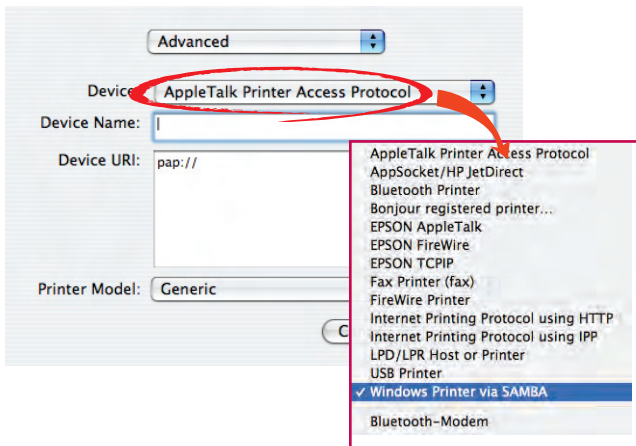 Advanced
Device AppleTalk Printer Access Protocol
Device Name:
Device URI: pap://
Printer Model: Generic
C
AppleTalk Printer Access Protocol
AppSocket/HP JetDirect
Bluetooth Printer
Bonjour registered printer...
EPSON AppleTalk
EPSON FireWire
EPSON TCPIP
Fax Printer (fax)
FireWire Printer
Internet Printing Protocol using HTTP
Internet Printing Protocol using IPP
LPD/LPR Host or Printer
USB Printer
✓ Windows Printer via SAMBA
Bluetooth-Modem